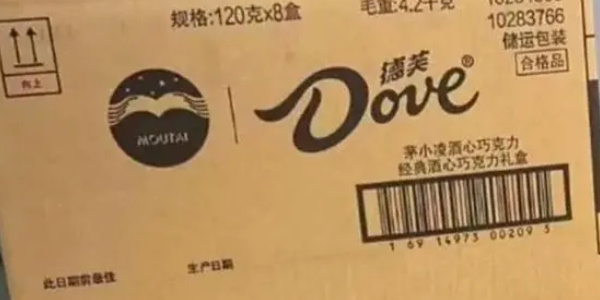 规格:120克x8盒
毛重:4.2千克
10283766
储运包装
合格品
向上
MOUTAI
德芙
Dove®
茅小凌酒心巧克力
经典酒心巧克力礼盒
1 69 14973 00209 5
此日期前最佳
生产日期